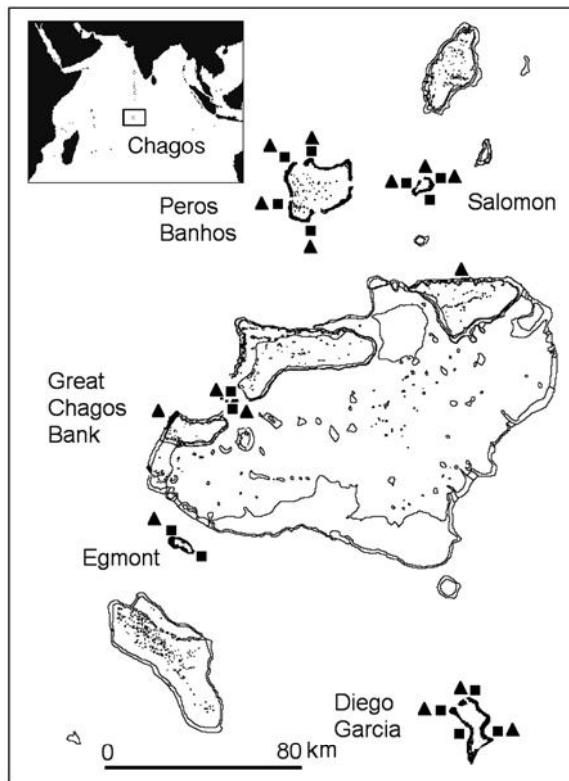 Chagos
Peros
Banhos
Salomon
Great
Chagos
Bank
Egmont
Diego
Garcia
0 80 km